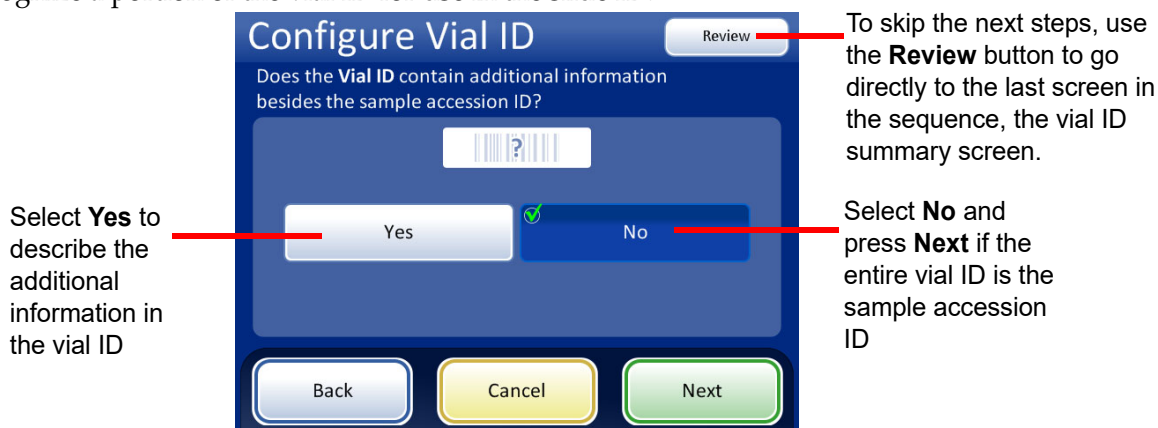 Configure Vial ID
Review
Does the Vial ID contain additional information
besides the sample accession ID?
?
Yes
No
Back
Cancel
Next
To skip the next steps, use
the Review button to go
directly to the last screen in
the sequence, the vial ID
summary screen.
Select Yes to
describe the
additional
information in
the vial ID
Select No and
press Next if the
entire vial ID is the
sample accession
ID